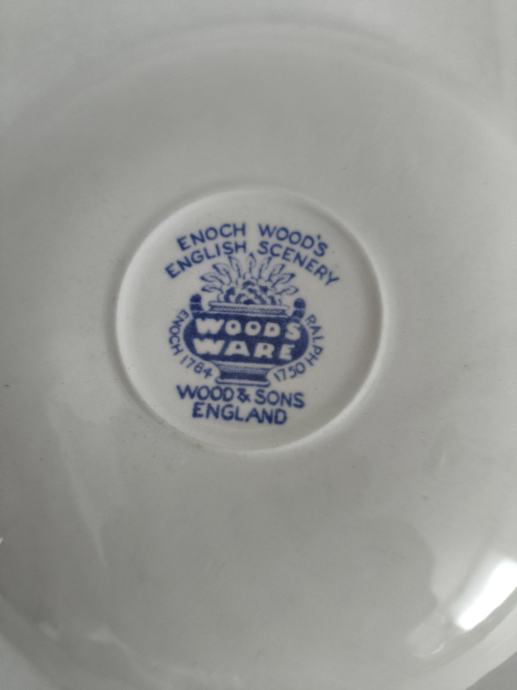 ENOCH WOOD'S
ENGLISH SCENERY
WOODS
WARE
ENOCH 1784
RALPH 1750
WOOD & SONS
ENGLAND